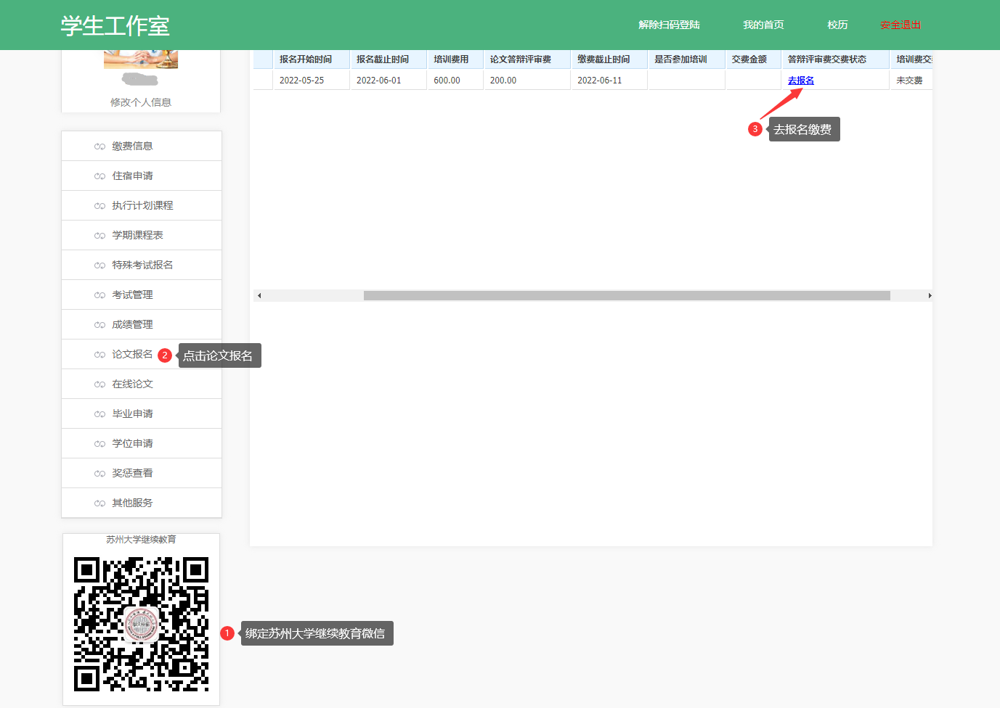 学生工作室
解除扫码登陆 我的首页 校历 安全退出
修改个人信息
报名开始时间 报名截止时间 培训费用 论文答辩评审费 缴费截止时间 是否参加培训 交费金额 答辩评审费交费状态 培训费交
2022-05-25 2022-06-01 600.00 200.00 2022-06-11 去报名 未交费
3 去报名缴费
缴费信息
住宿申请
执行计划课程
学期课程表
特殊考试报名
考试管理
成绩管理
论文报名 2 点击论文报名
在线论文
毕业申请
学位申请
奖惩查看
其他服务
苏州大学继续教育
1 绑定苏州大学继续教育微信